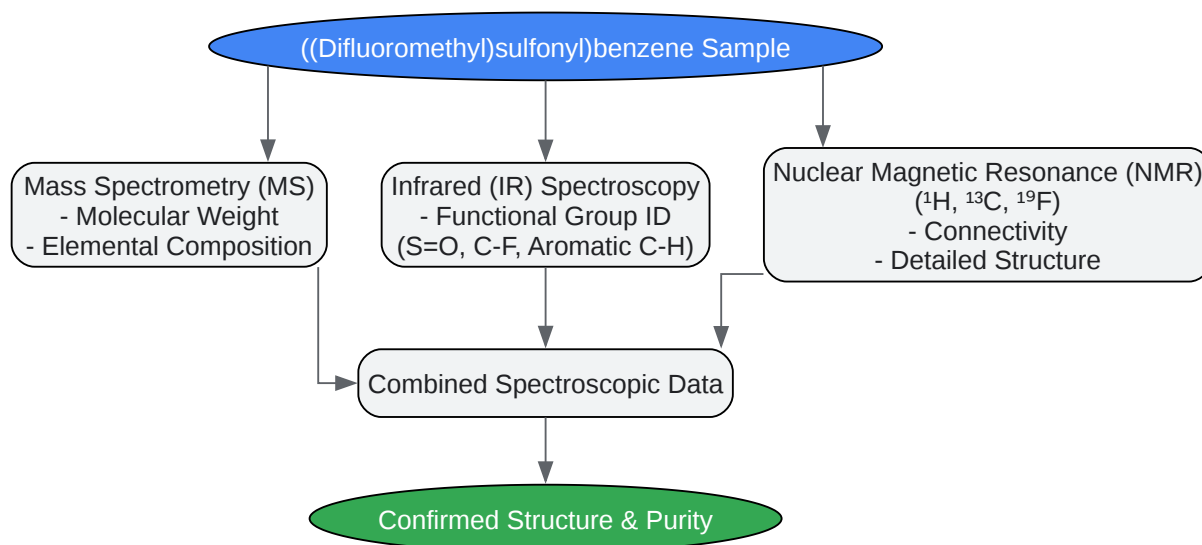 ((Difluoromethyl)sulfonyl)benzene Sample
Mass Spectrometry (MS)
- Molecular Weight
- Elemental Composition
Infrared (IR) Spectroscopy
- Functional Group ID
(S=O, C-F, Aromatic C-H)
Nuclear Magnetic Resonance (NMR)
(¹H, ¹³C, ¹⁹F)
- Connectivity
- Detailed Structure
Combined Spectroscopic Data
Confirmed Structure & Purity